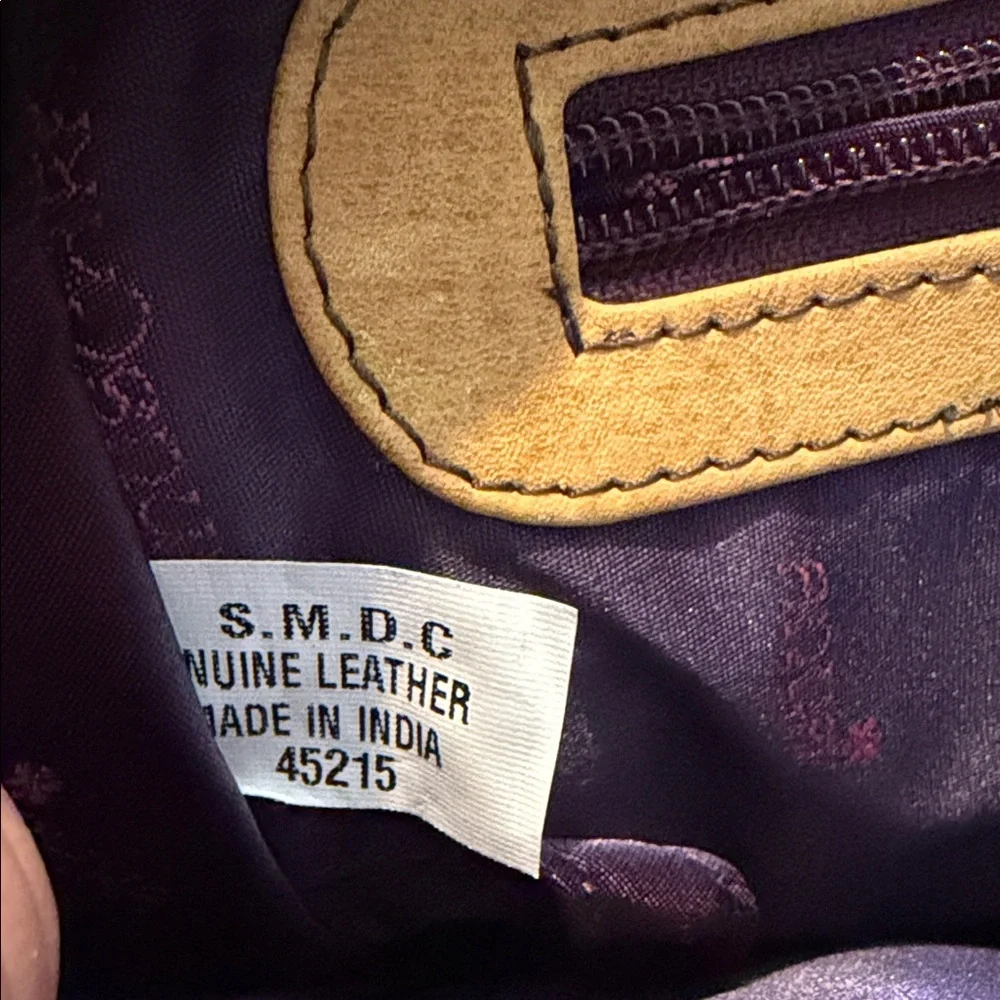 S.M.D.C
NUINE LEATHER
MADE IN INDIA
45215